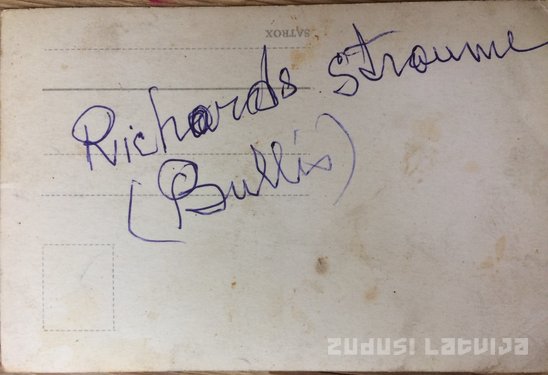 SATROX
Richards Straume
(Bullis)
ZUDUSI LATVIJA